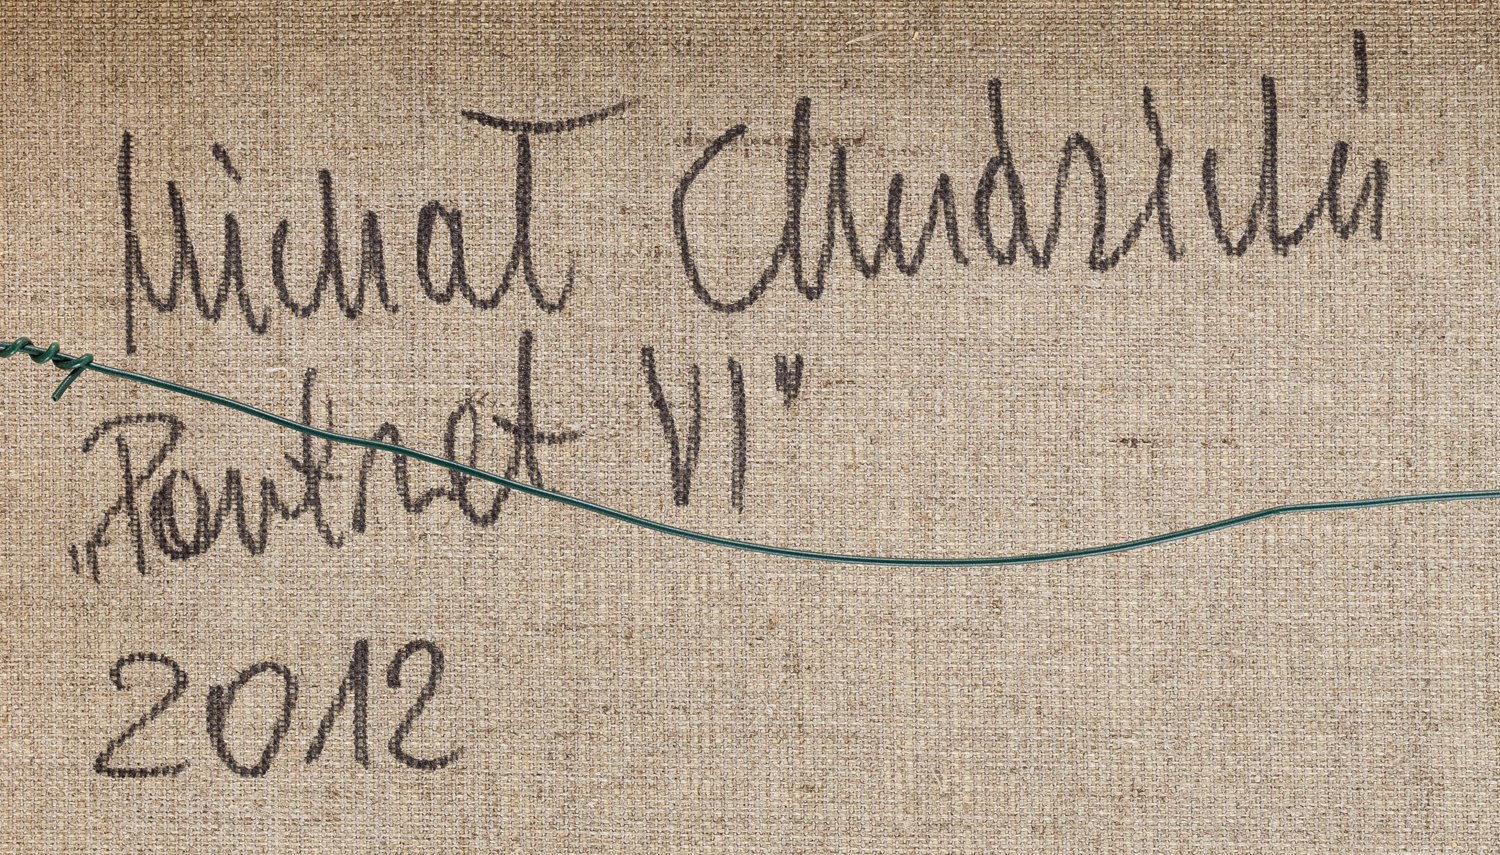 Michał Chudzicki
„Portret VI"
2012